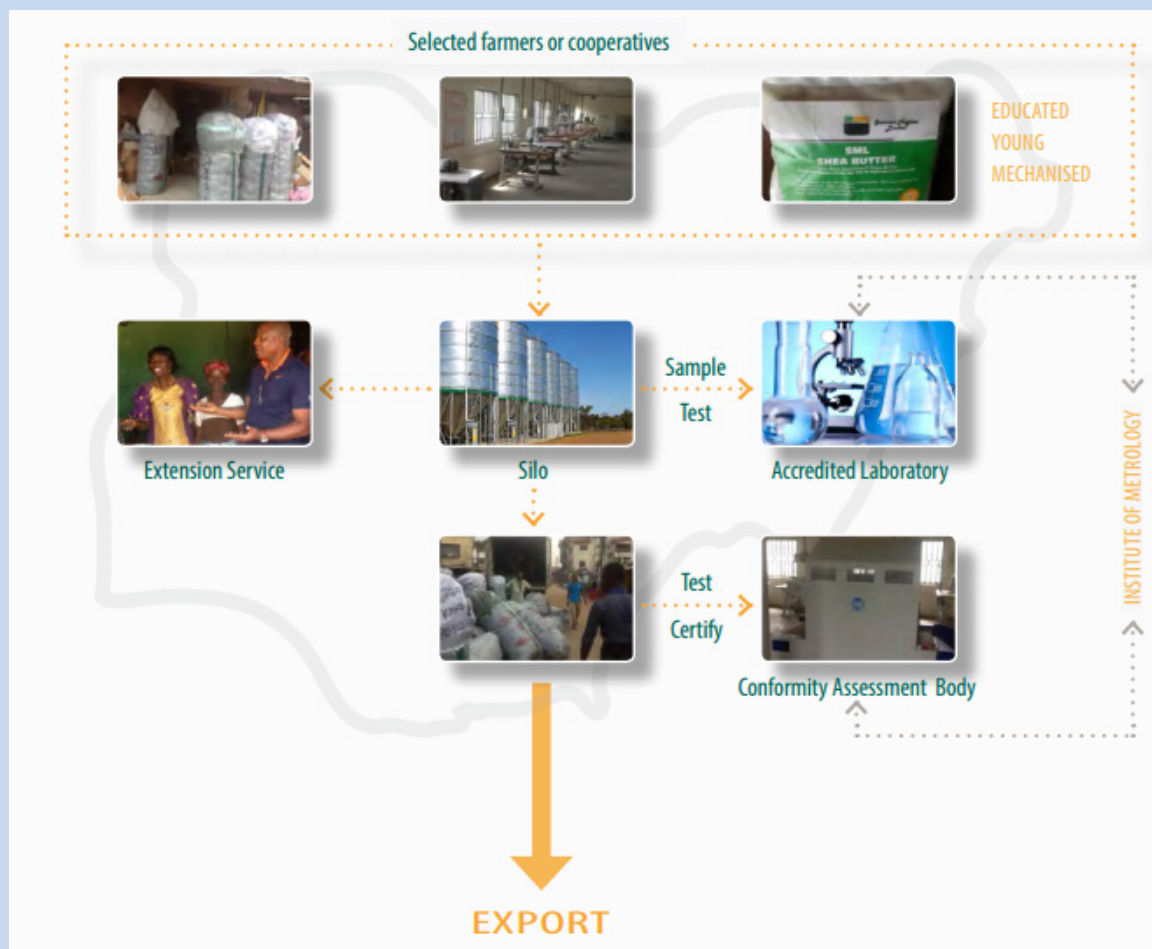 Selected farmers or cooperatives
SML
SHEA BUTTER
EDUCATED
YOUNG
MECHANISED
Sample
Test
Extension Service
Silo
Accredited Laboratory
INSTITUTE OF METROLOGY
Test
Certify
Conformity Assessment Body
EXPORT